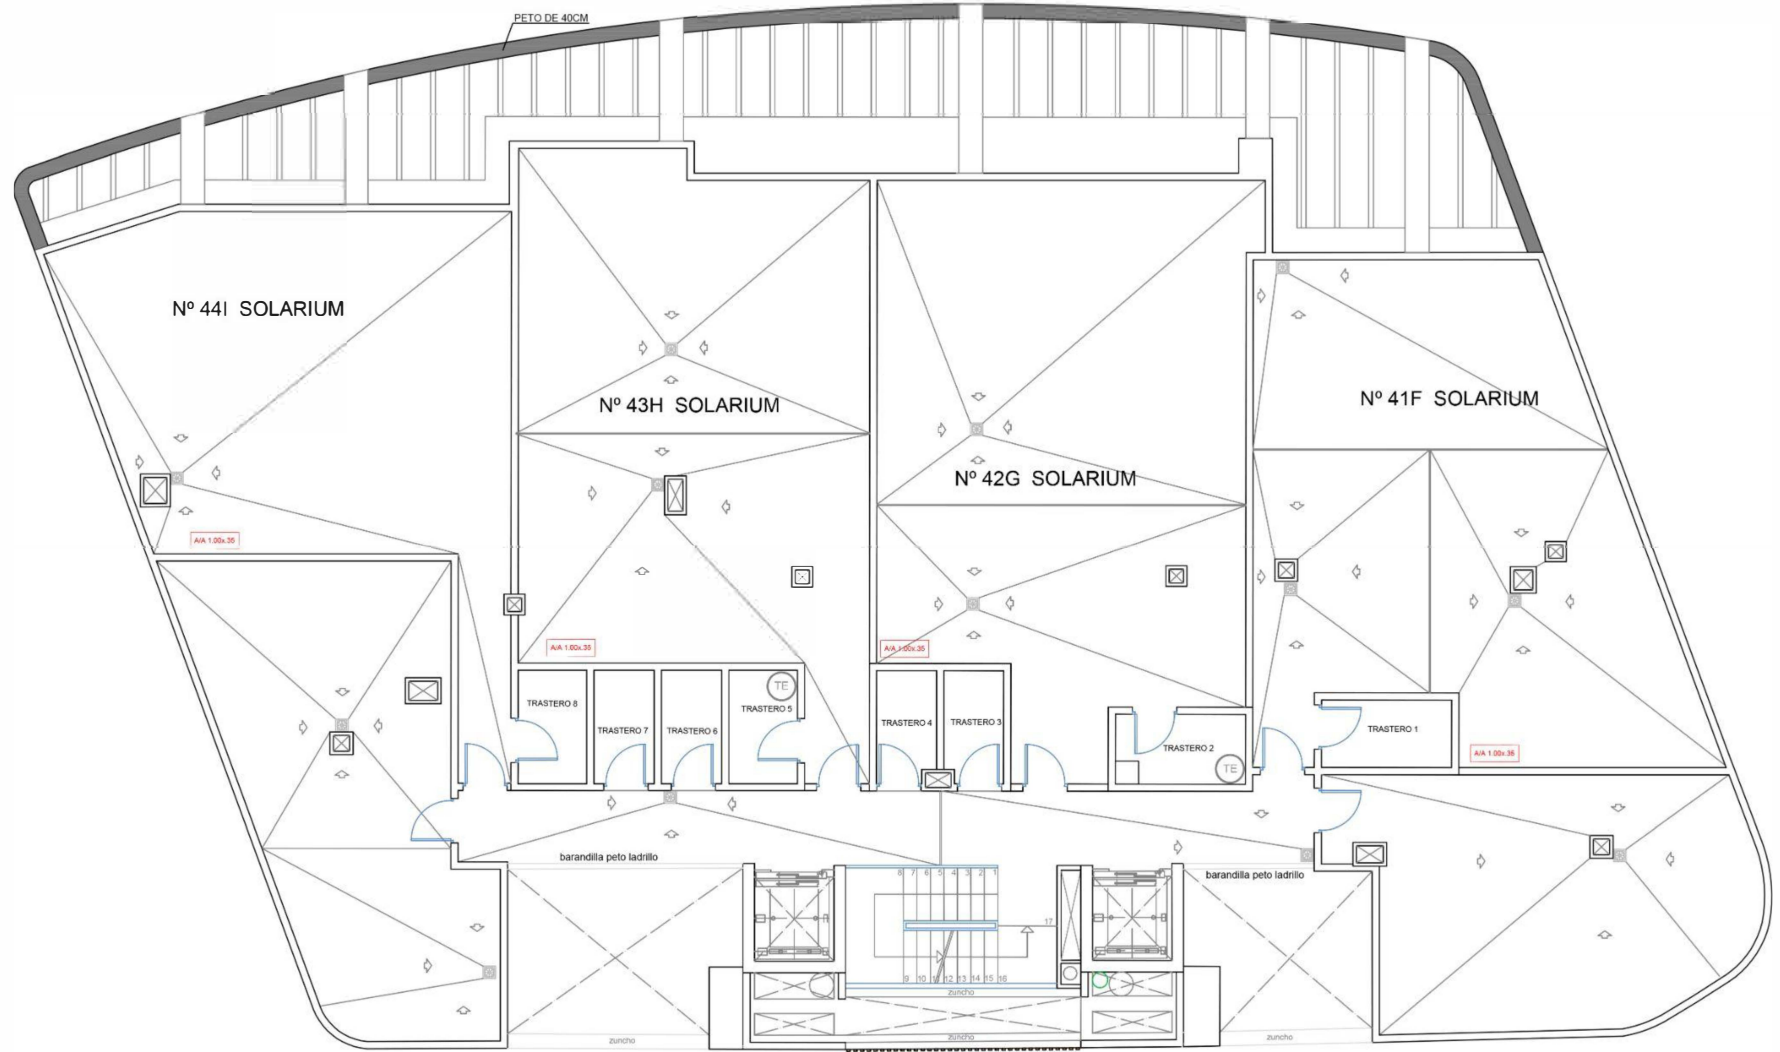 PETO DE 40CM
Nº 44I SOLARIUM
Nº 43H SOLARIUM
Nº 41F SOLARIUM
Nº 42G SOLARIUM
A/A 1.00x.35
A/A 1.00x.35
A/A 1.00x.35
A/A 1.00x.35
TRASTERO 8
TRASTERO 7
TRASTERO 6
TE
TRASTERO 5
TRASTERO 4
TRASTERO 3
TRASTERO 2
TE
TRASTERO 1
barandilla peto ladrillo
barandilla peto ladrillo
8 7 6 5 4 3 2 1
17
9 10 11 12 13 14 15 16
zuncho
zuncho
zuncho
zuncho